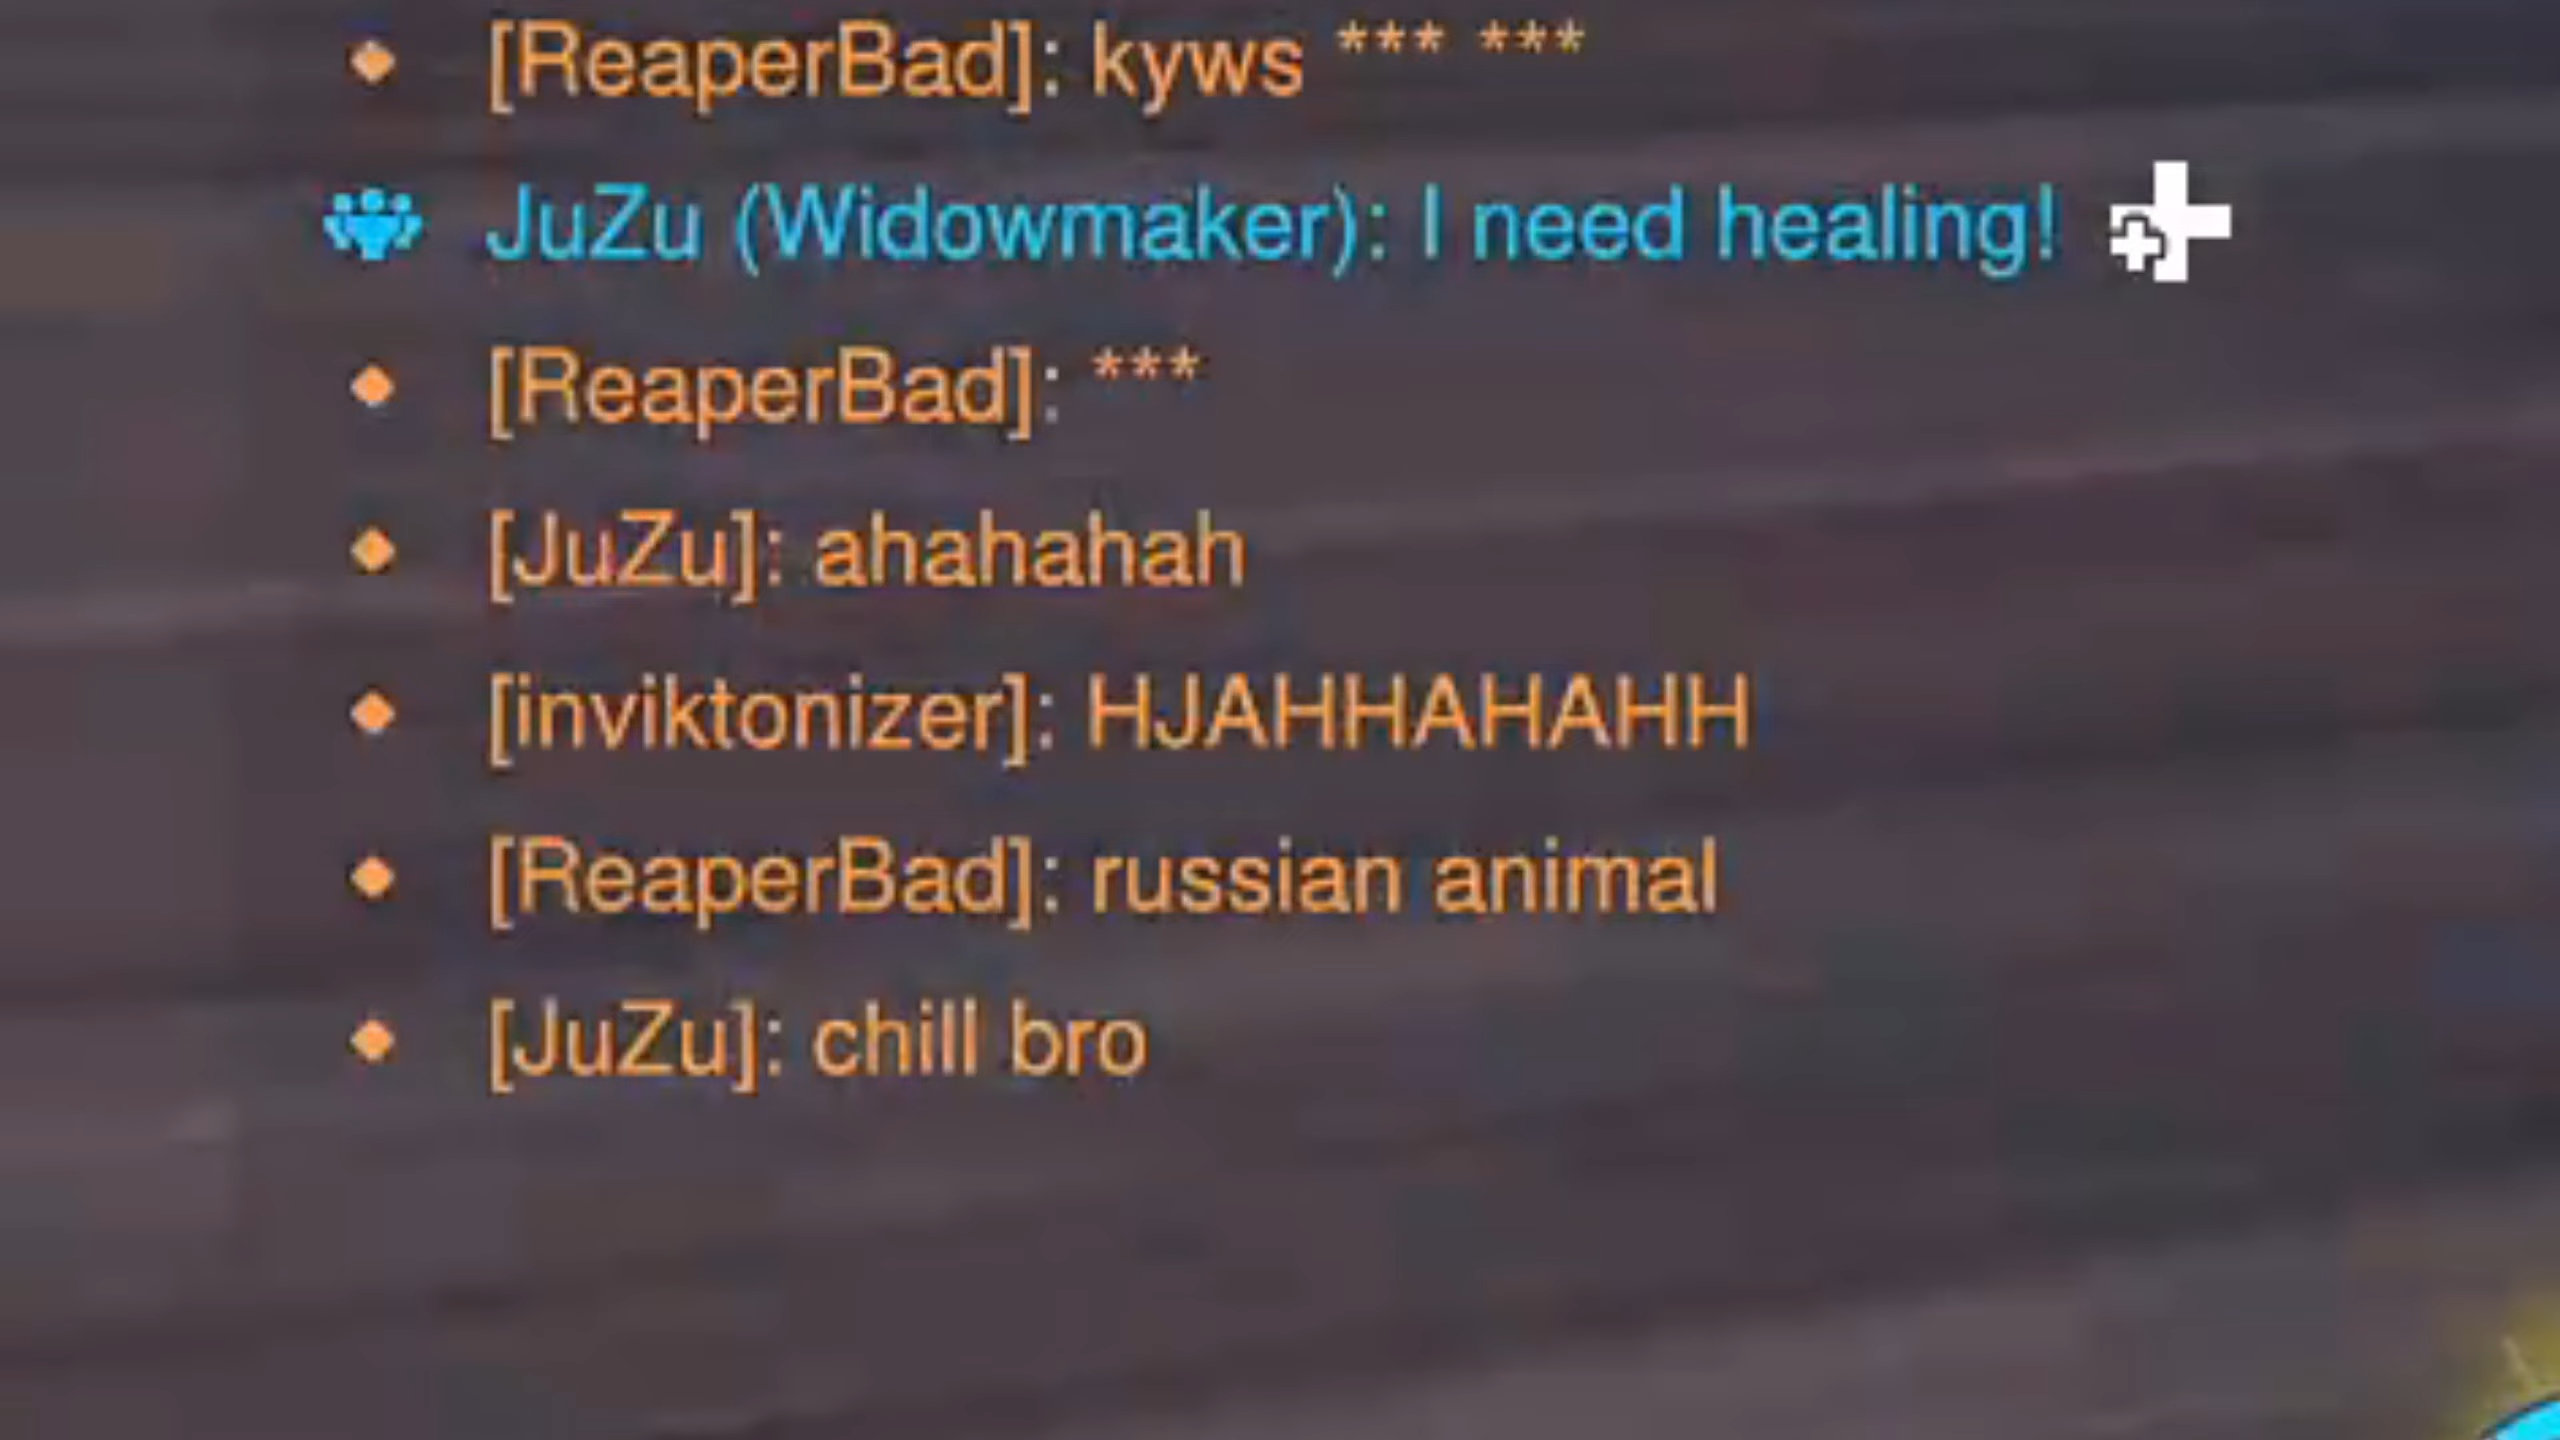 [ReaperBad]: kyws *** ***
JuZu (Widowmaker): I need healing!
[ReaperBad]: ***
[JuZu]: ahahahah
[inviktonizer]: HJAHHAHAHH
[ReaperBad]: russian animal
[JuZu]: chill bro